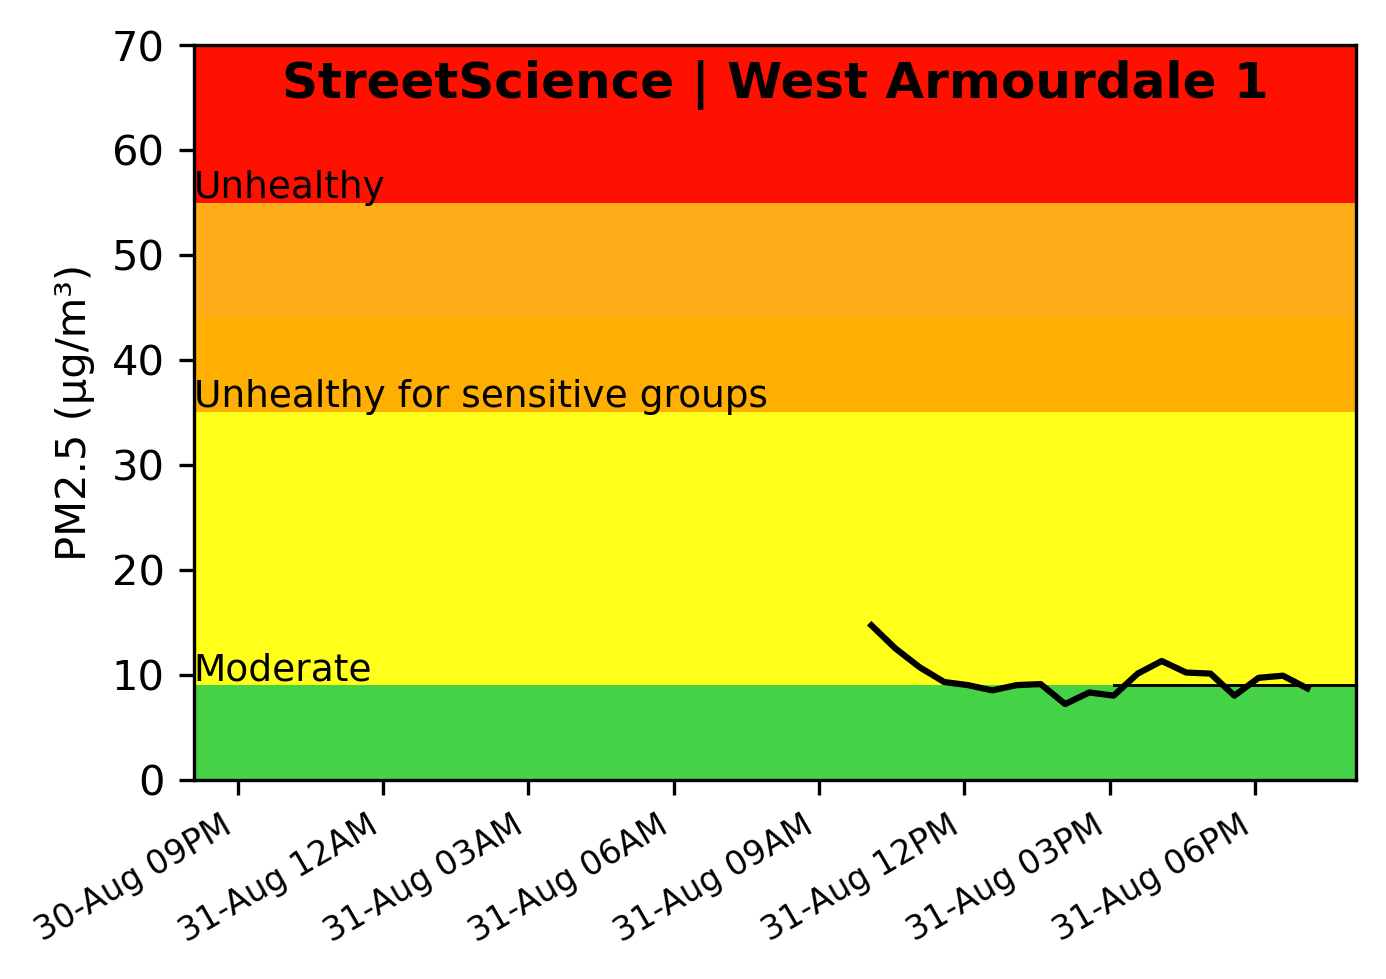 StreetScience | West Armourdale 1
PM2.5 (µg/m³)
70
60
50
40
30
20
10
0
Unhealthy
Unhealthy for sensitive groups
Moderate
30-Aug 09PM
31-Aug 12AM
31-Aug 03AM
31-Aug 06AM
31-Aug 09AM
31-Aug 12PM
31-Aug 03PM
31-Aug 06PM